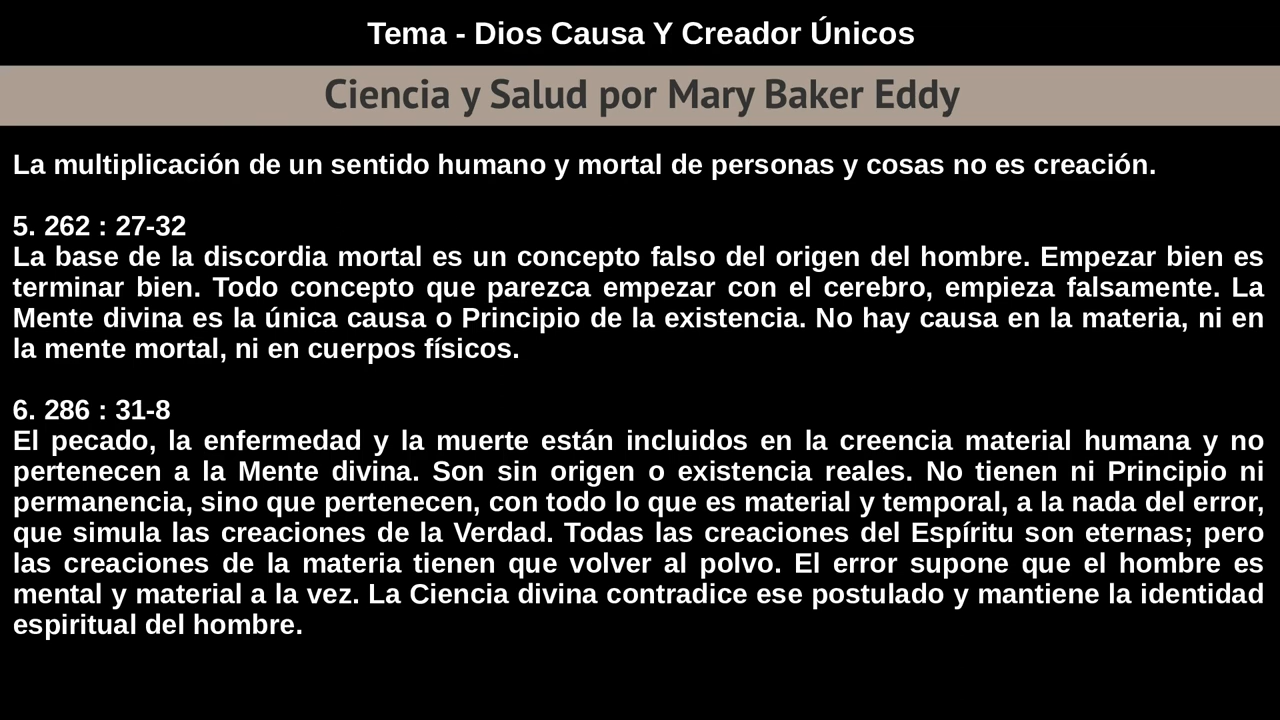 Tema - Dios Causa Y Creador Únicos
Ciencia y Salud por Mary Baker Eddy
La multiplicación de un sentido humano y mortal de personas y cosas no es creación.
5. 262 : 27-32
La base de la discordia mortal es un concepto falso del origen del hombre. Empezar bien es
terminar bien. Todo concepto que parezca empezar con el cerebro, empieza falsamente. La
Mente divina es la única causa o Principio de la existencia. No hay causa en la materia, ni en
la mente mortal, ni en cuerpos físicos.
6. 286 : 31-8
El pecado, la enfermedad y la muerte están incluidos en la creencia material humana y no
pertenecen a la Mente divina. Son sin origen o existencia reales. No tienen ni Principio ni
permanencia, sino que pertenecen, con todo lo que es material y temporal, a la nada del error,
que simula las creaciones de la Verdad. Todas las creaciones del Espíritu son eternas; pero
las creaciones de la materia tienen que volver al polvo. El error supone que el hombre es
mental y material a la vez. La Ciencia divina contradice ese postulado y mantiene la identidad
espiritual del hombre.